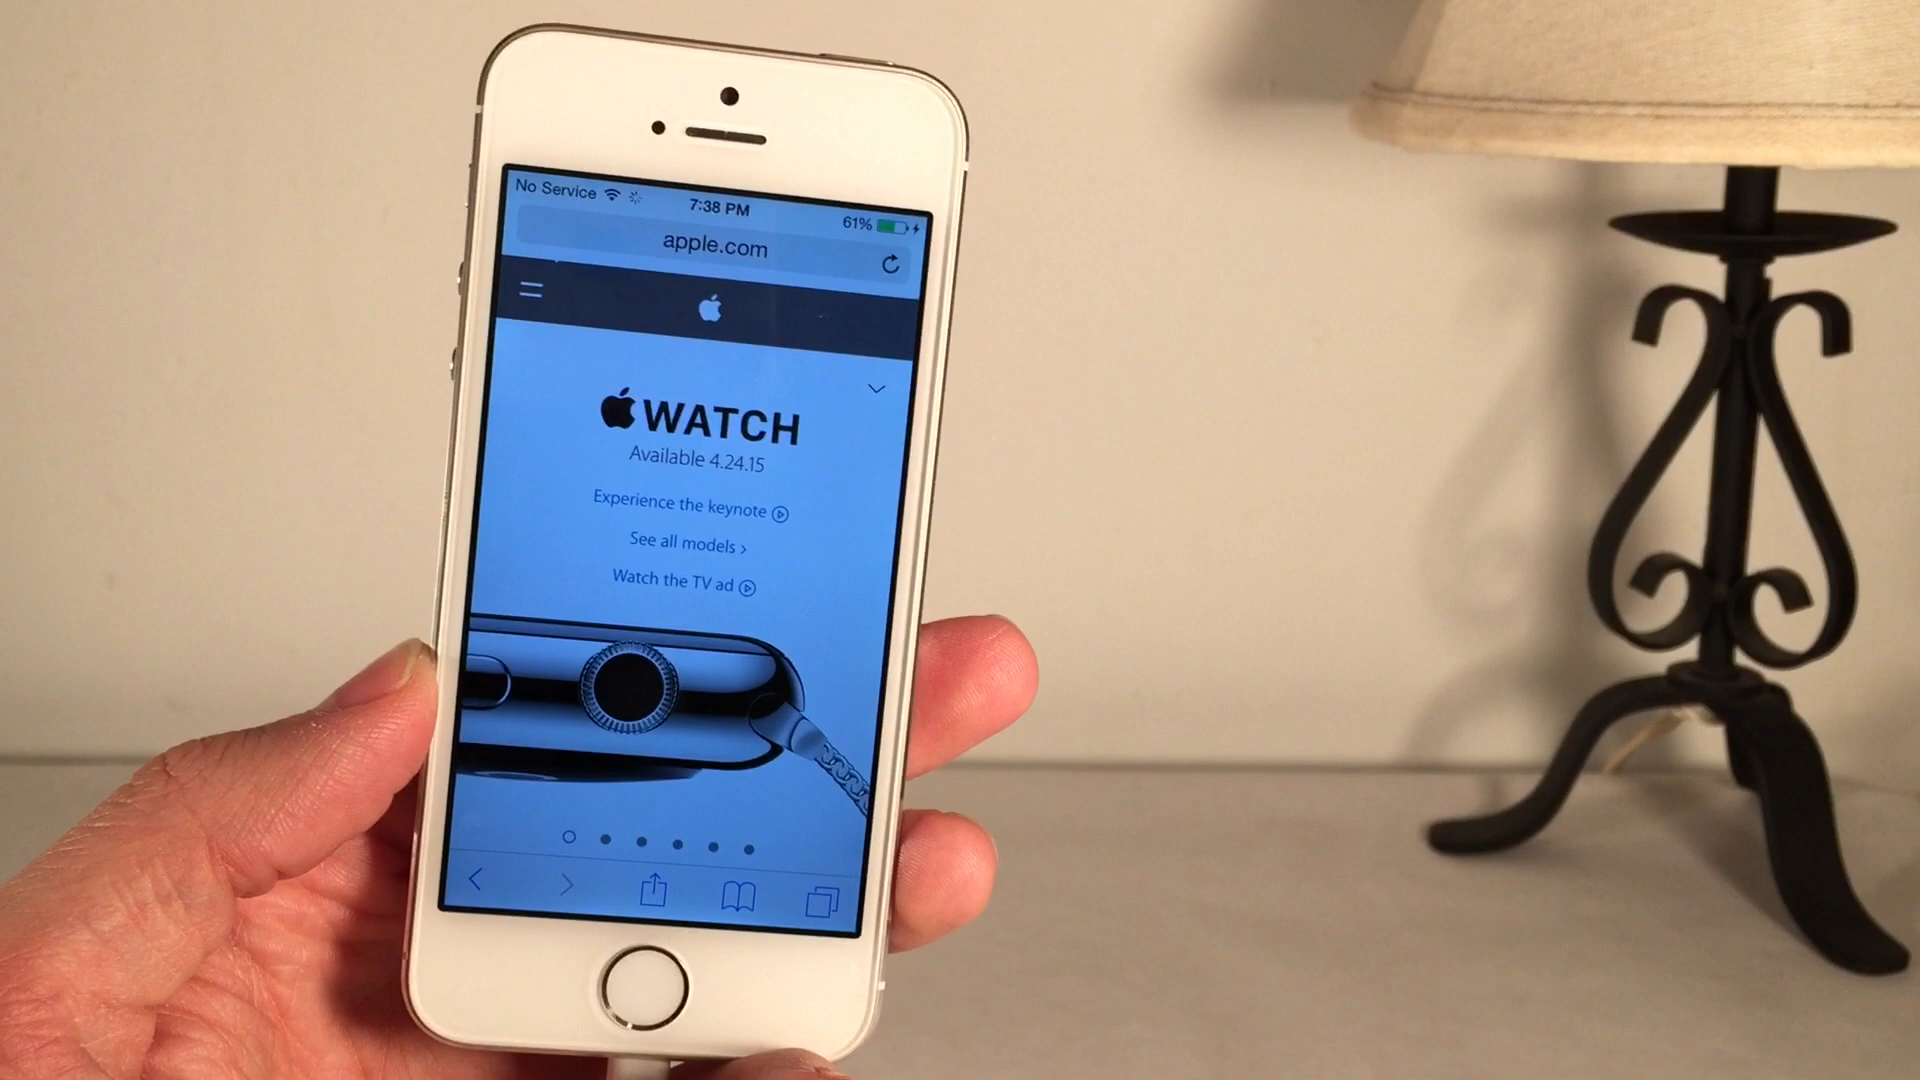 No Service
7:38 PM
61%
apple.com
WATCH
Available 4.24.15
Experience the keynote
See all models
Watch the TV ad